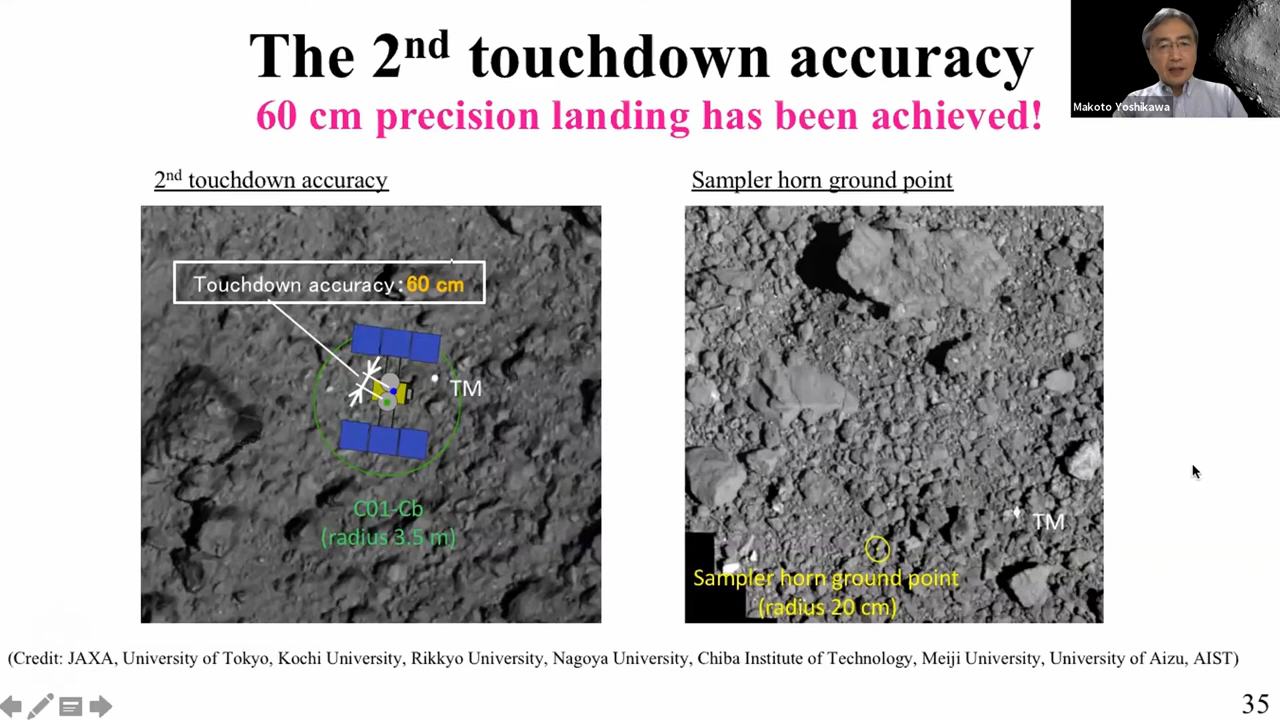 The 2nd touchdown accuracy
60 cm precision landing has been achieved!
Makoto Yoshikawa
2nd touchdown accuracy
Sampler horn ground point
Touchdown accuracy:60 cm
TM
C01-Cb
(radius 3.5 m)
TM
Sampler horn ground point
(radius 20 cm)
(Credit: JAXA, University of Tokyo, Kochi University, Rikkyo University, Nagoya University, Chiba Institute of Technology, Meiji University, University of Aizu, AIST)
35